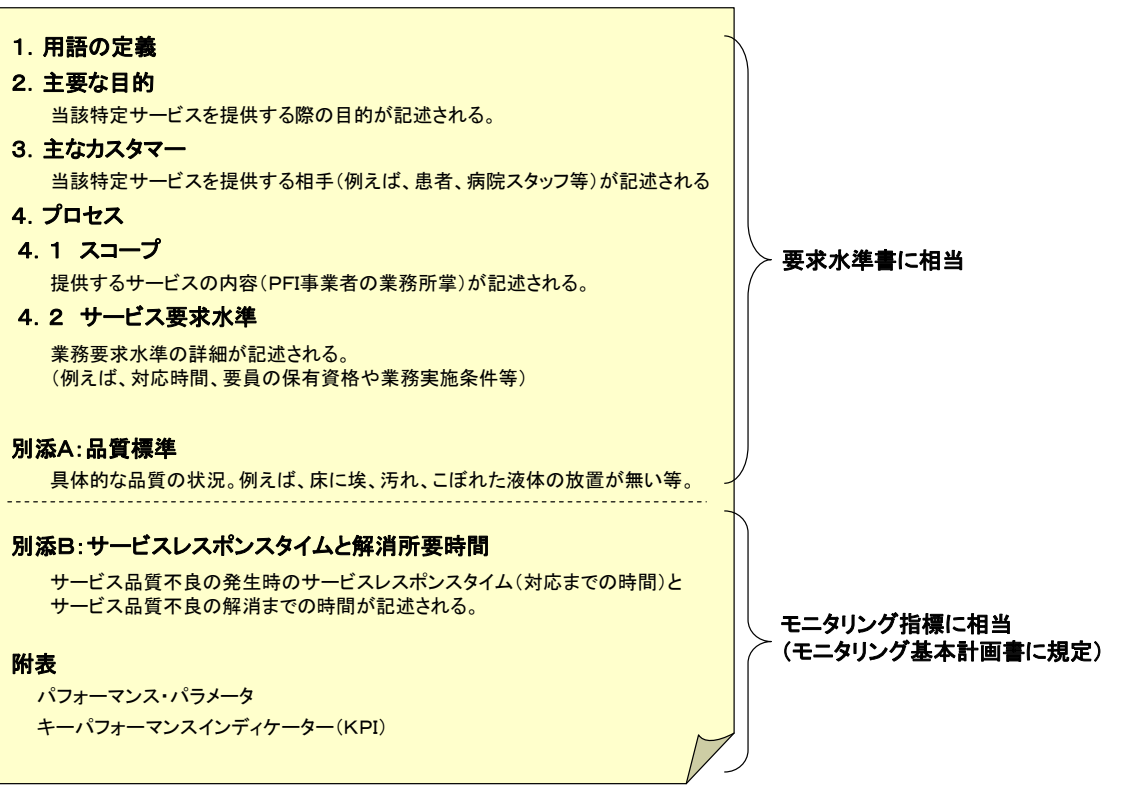 １．用語の定義
２．主要な目的
当該特定サービスを提供する際の目的が記述される。
３．主なカスタマー
当該特定サービスを提供する相手（例えば、患者、病院スタッフ等）が記述される
４．プロセス
４．１　スコープ
提供するサービスの内容（PFI事業者の業務所掌）が記述される。
４．２　サービス要求水準
業務要求水準の詳細が記述される。
（例えば、対応時間、要員の保有資格や業務実施条件等）
要求水準書に相当
別添A：品質標準
具体的な品質の状況。例えば、床に埃、汚れ、こぼれた液体の放置が無い等。
別添B：サービスレスポンスタイムと解消所要時間
サービス品質不良の発生時のサービスレスポンスタイム（対応までの時間）と
サービス品質不良の解消までの時間が記述される。
附表
パフォーマンス・パラメータ
キーパフォーマンスインディケーター（KPI）
モニタリング指標に相当
（モニタリング基本計画書に規定）